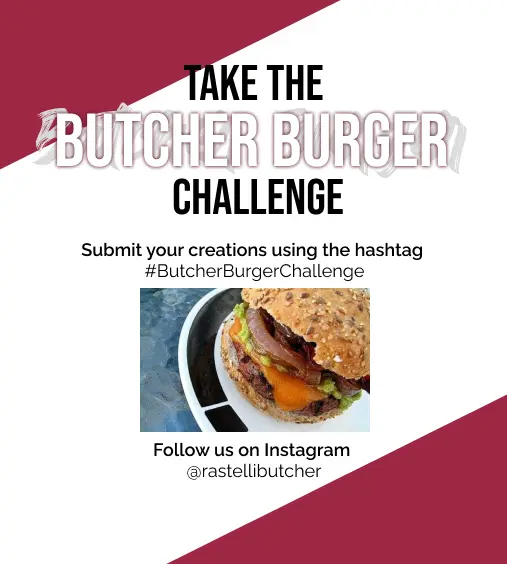 TAKE THE
BUTCHER BURGER
CHALLENGE
Submit your creations using the hashtag
#ButcherBurgerChallenge
Follow us on Instagram
@rastellibutcher